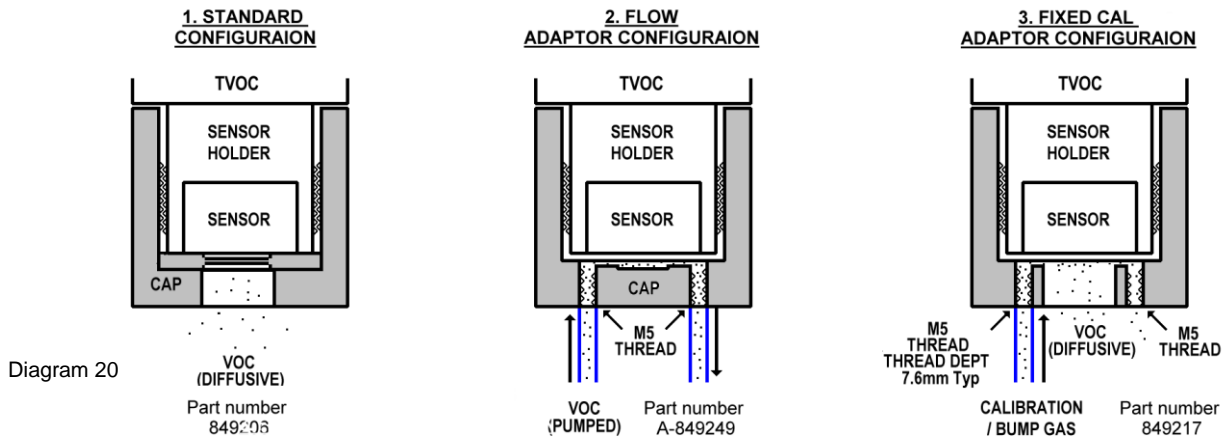 1. STANDARD
CONFIGURAION
TVOC
SENSOR
HOLDER
SENSOR
CAP
VOC
(DIFFUSIVE)
Part number
849206
2. FLOW
ADAPTOR CONFIGURAION
TVOC
SENSOR
HOLDER
SENSOR
CAP
M5
THREAD
VOC
(PUMPED)
Part number
A-849249
3. FIXED CAL
ADAPTOR CONFIGURAION
TVOC
SENSOR
HOLDER
SENSOR
M5
THREAD
THREAD DEPT
7.6mm Typ
VOC
(DIFFUSIVE)
M5
THREAD
CALIBRATION
/ BUMP GAS
Part number
849217
Diagram 20